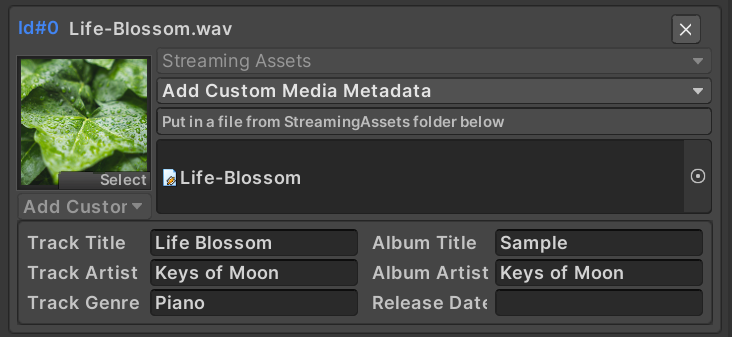 Id#0 Life-Blossom.wav
Streaming Assets
Add Custom Media Metadata
Put in a file from StreamingAssets folder below
Life-Blossom
Select
Add Custor
Track Title Life Blossom Album Title Sample
Track Artist Keys of Moon Album Artist Keys of Moon
Track Genre Piano Release Date